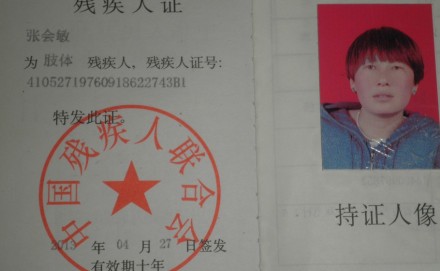 残疾人证
张会敏
为 肢体 残疾人，残疾人证号：
41052719760918622743B1
特发此证。
中国残疾人联合会
2013 年 04 月 27 日签发
有效期十年
持证人像